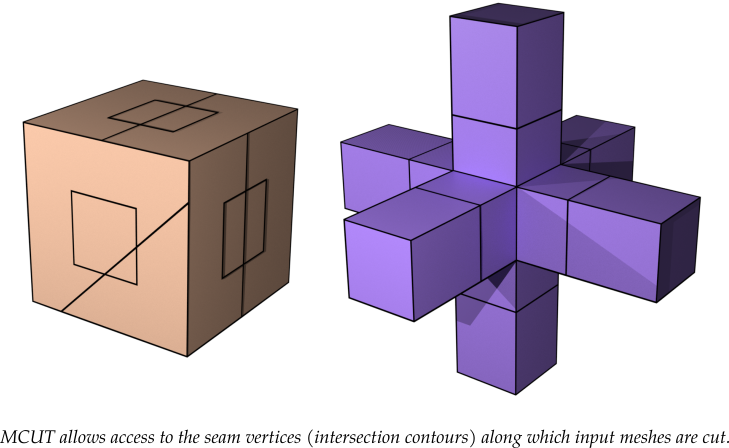 MCUT allows access to the seam vertices (intersection contours) along which input meshes are cut.